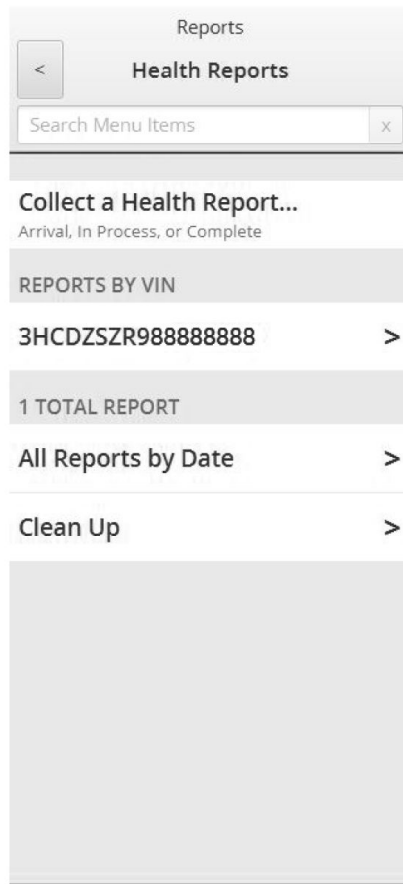 Reports
<
Health Reports
Search Menu Items
x
Collect a Health Report...
Arrival, In Process, or Complete
REPORTS BY VIN
3HCDZSZR988888888 >
1 TOTAL REPORT
All Reports by Date >
Clean Up >